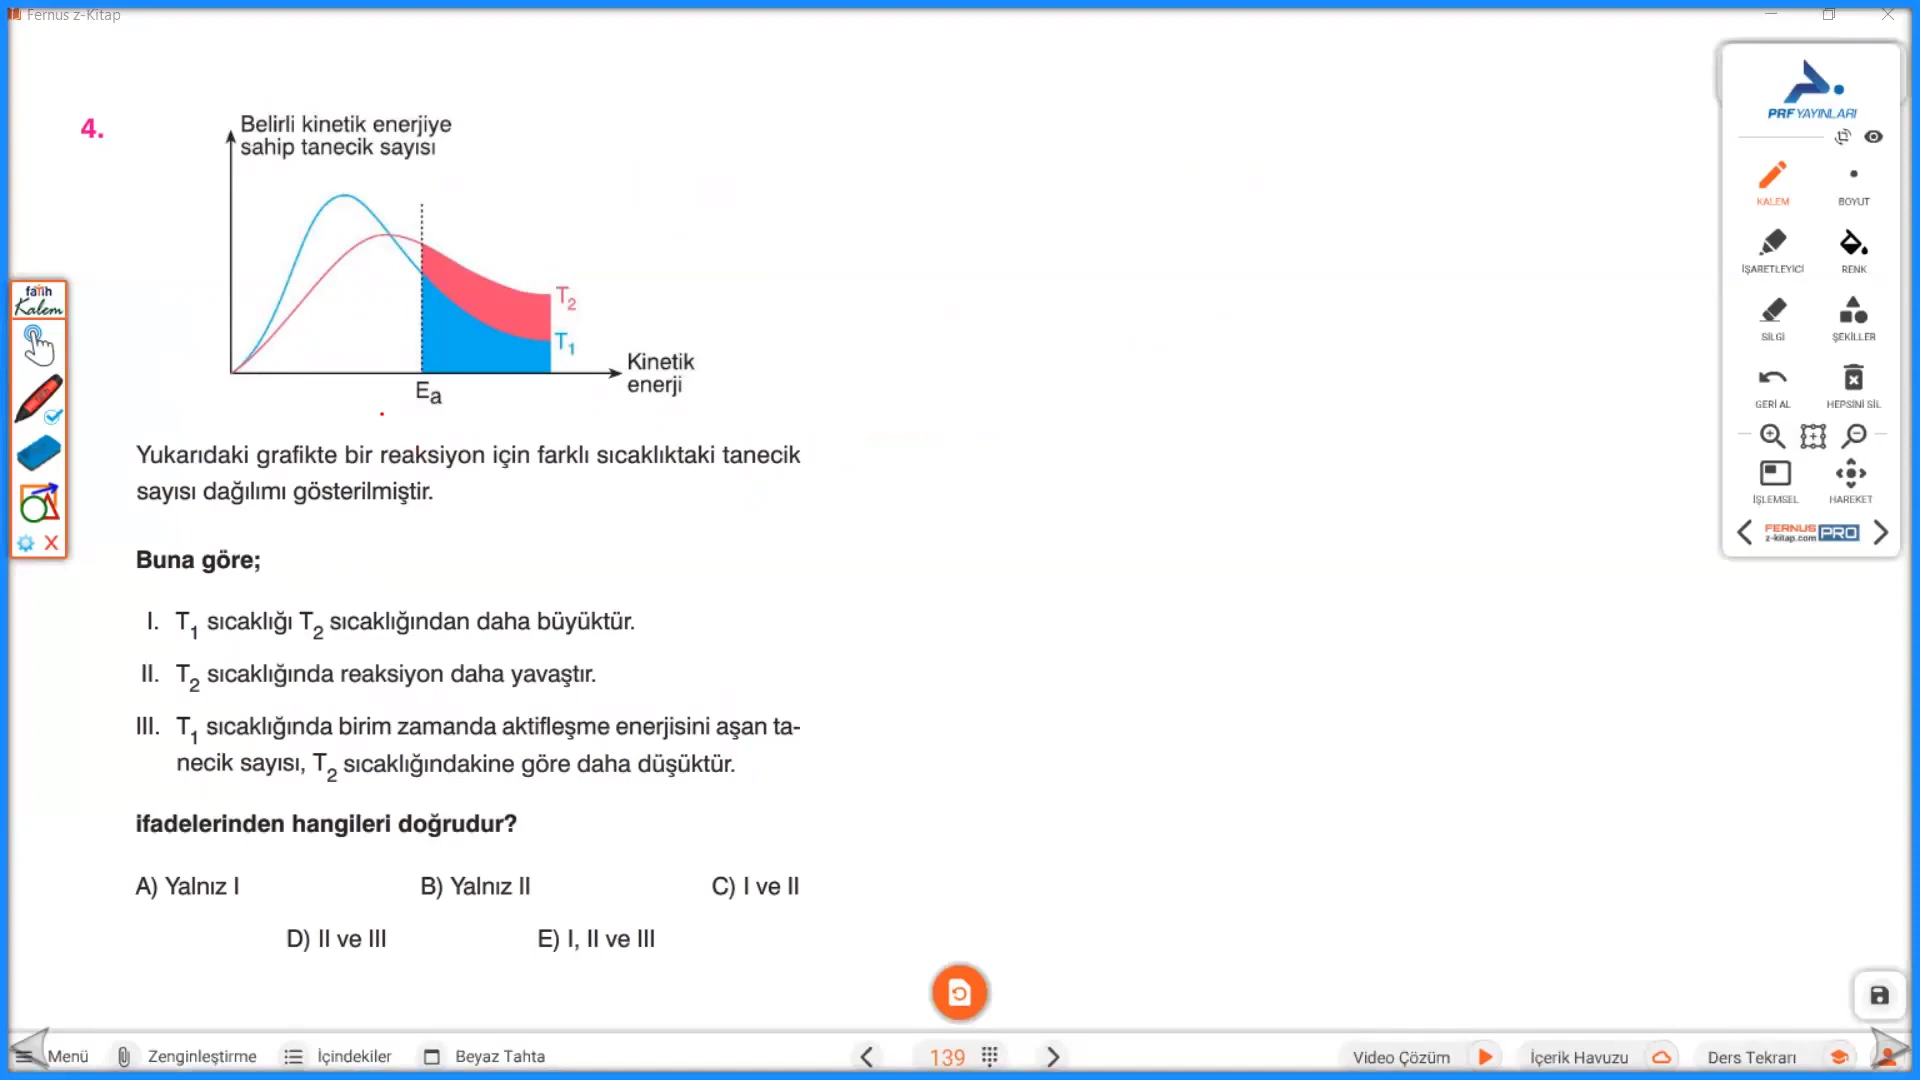 Fernus z-Kitap
4.
Belirli kinetik enerjiye
sahip tanecik sayısı
T2
T1
Kinetik
enerji
Ea
Yukarıdaki grafikte bir reaksiyon için farklı sıcaklıktaki tanecik
sayısı dağılımı gösterilmiştir.
Buna göre;
I. T1 sıcaklığı T2 sıcaklığından daha büyüktür.
II. T2 sıcaklığında reaksiyon daha yavaştır.
III. T1 sıcaklığında birim zamanda aktifleşme enerjisini aşan ta-
necik sayısı, T2 sıcaklığındakine göre daha düşüktür.
ifadelerinden hangileri doğrudur?
A) Yalnız I B) Yalnız II C) I ve II
D) II ve III E) I, II ve III
fatih
Kalem
PRF YAYINLARI
KALEM BOYUT
İŞARETLEYİCİ RENK
SİLGİ ŞEKİLLER
GERİ AL HEPSİNİ SİL
İŞLEMSEL HAREKET
FERNUS
z-kitap.com PRO
Menü Zenginleştirme İçindekiler Beyaz Tahta 139 Video Çözüm İçerik Havuzu Ders Tekrarı